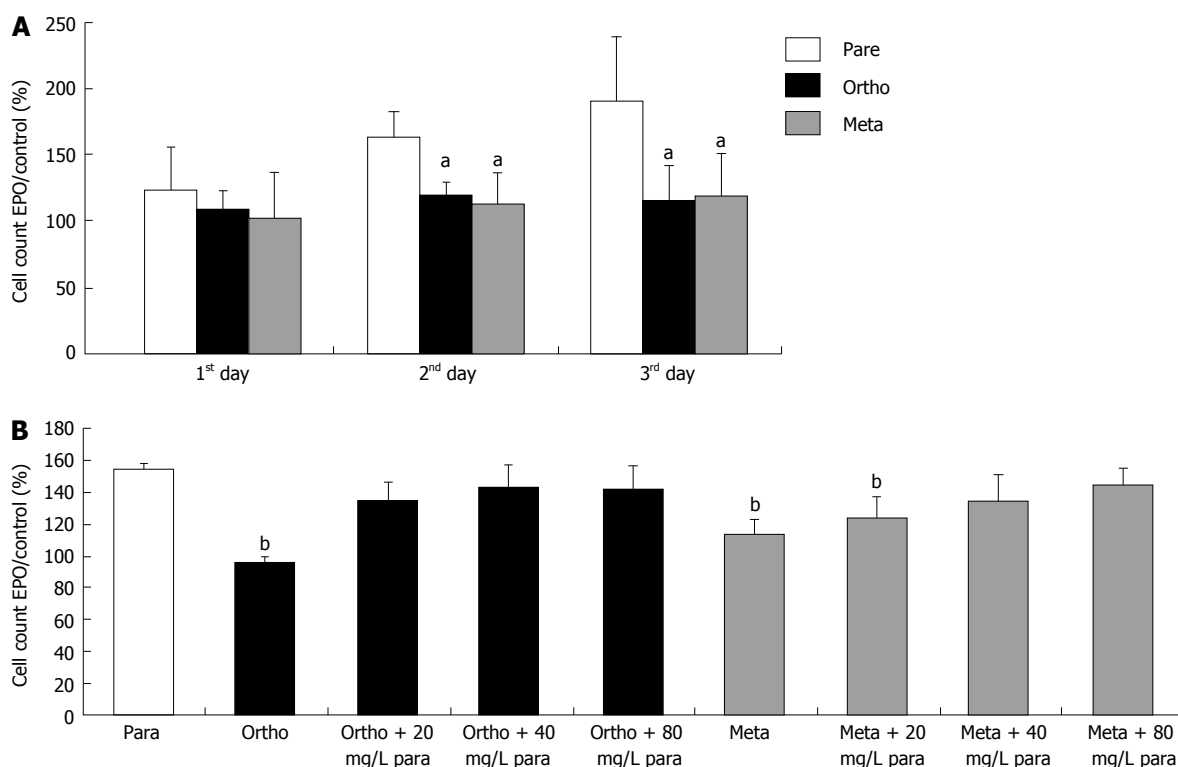 A
Cell count EPO/control (%)
250
200
150
100
50
0
a
a
a
a
1st day
2nd day
3rd day
Pare
Ortho
Meta
B
Cell count EPO/control (%)
180
160
140
120
100
80
60
40
20
0
b
b
b
Para
Ortho
Ortho + 20
mg/L para
Ortho + 40
mg/L para
Ortho + 80
mg/L para
Meta
Meta + 20
mg/L para
Meta + 40
mg/L para
Meta + 80
mg/L para